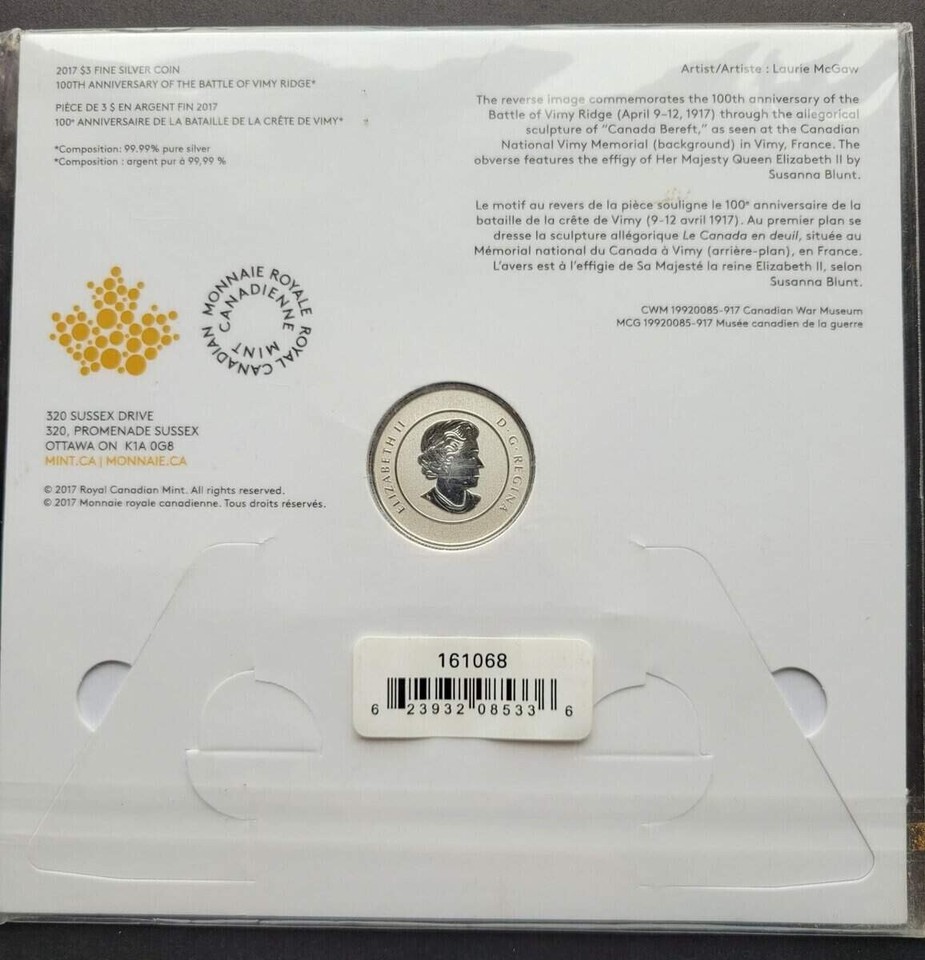 2017 $3 FINE SILVER COIN
100TH ANNIVERSARY OF THE BATTLE OF VIMY RIDGE*
PIÈCE DE 3 $ EN ARGENT FIN 2017
100ᵉ ANNIVERSAIRE DE LA BATAILLE DE LA CRÊTE DE VIMY*
*Composition: 99.99% pure silver
*Composition : argent pur à 99,99 %
Artist/Artiste : Laurie McGaw
The reverse image commemorates the 100th anniversary of the
Battle of Vimy Ridge (April 9–12, 1917) through the allegorical
sculpture of "Canada Bereft," as seen at the Canadian
National Vimy Memorial (background) in Vimy, France. The
obverse features the effigy of Her Majesty Queen Elizabeth II by
Susanna Blunt.
Le motif au revers de la pièce souligne le 100ᵉ anniversaire de la
bataille de la crête de Vimy (9-12 avril 1917). Au premier plan se
dresse la sculpture allégorique Le Canada en deuil, située au
Mémorial national du Canada à Vimy (arrière-plan), en France.
L'avers est à l'effigie de Sa Majesté la reine Elizabeth II, selon
Susanna Blunt.
CWM 19920085-917 Canadian War Museum
MCG 19920085-917 Musée canadien de la guerre
MONNAIE ROYALE CANADIENNE
ROYAL CANADIAN MINT
320 SUSSEX DRIVE
320, PROMENADE SUSSEX
OTTAWA ON K1A 0G8
MINT.CA | MONNAIE.CA
© 2017 Royal Canadian Mint. All rights reserved.
© 2017 Monnaie royale canadienne. Tous droits réservés.
ELIZABETH II D·G·REGINA
161068
6 23932 08533 6